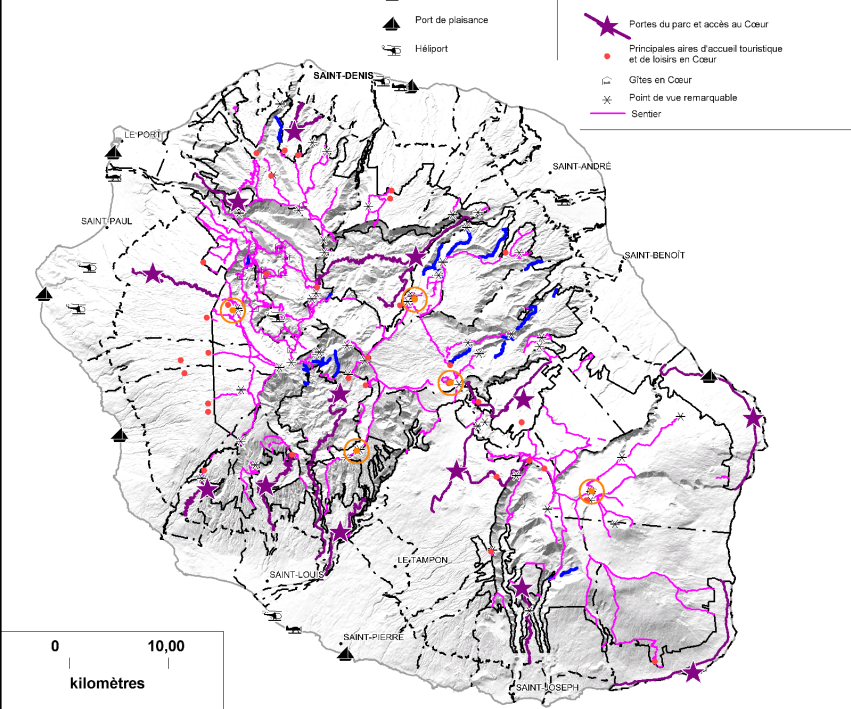 Port de plaisance
Héliport
Portes du parc et accès au Cœur
Principales aires d'accueil touristique
et de loisirs en Cœur
Gîtes en Cœur
Point de vue remarquable
Sentier
SAINT-DENIS
LE PORT
SAINT-ANDRÉ
SAINT-PAUL
SAINT-BENOÎT
LE TAMPON
SAINT-LOUIS
SAINT-PIERRE
SAINT-JOSEPH
0 10,00
kilomètres